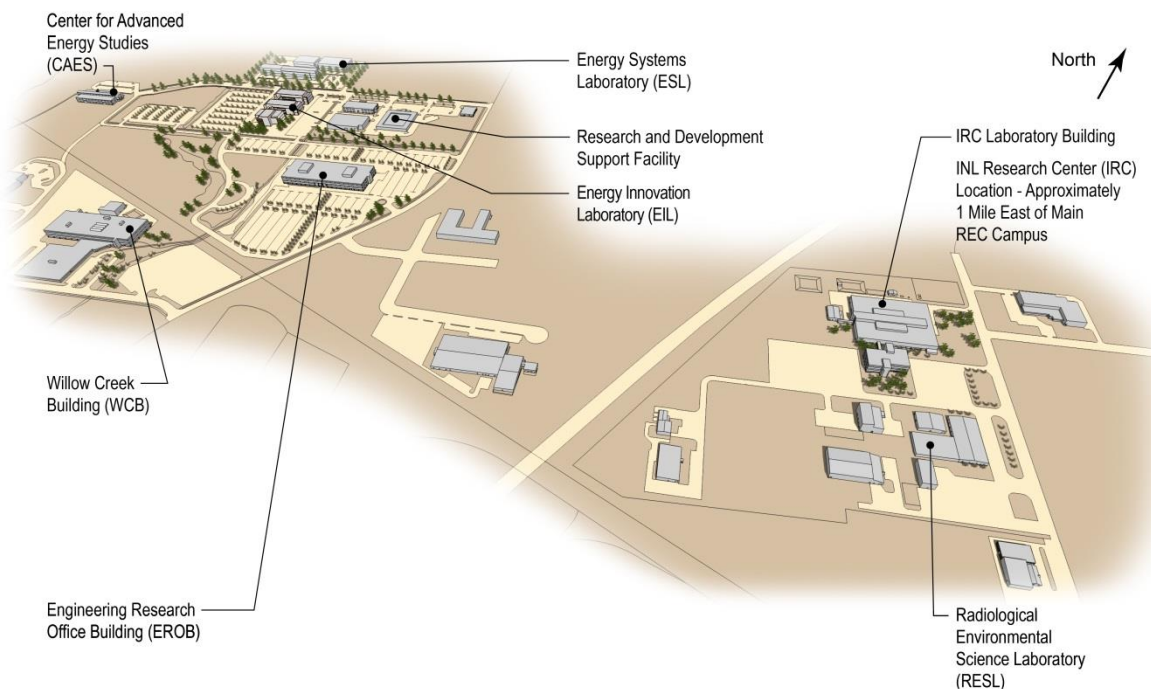 Center for Advanced
Energy Studies
(CAES)
Energy Systems
Laboratory (ESL)
North
Research and Development
Support Facility
Energy Innovation
Laboratory (EIL)
IRC Laboratory Building
INL Research Center (IRC)
Location - Approximately
1 Mile East of Main
REC Campus
Willow Creek
Building (WCB)
Engineering Research
Office Building (EROB)
Radiological
Environmental
Science Laboratory
(RESL)